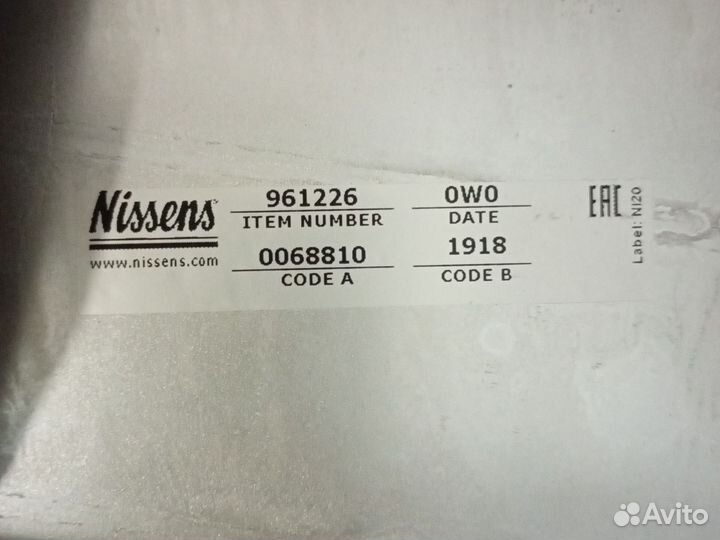 Nissens
www.nissens.com
961226
ITEM NUMBER
0068810
CODE A
0W0
DATE
1918
CODE B
EAC
Label: NI20
Avito